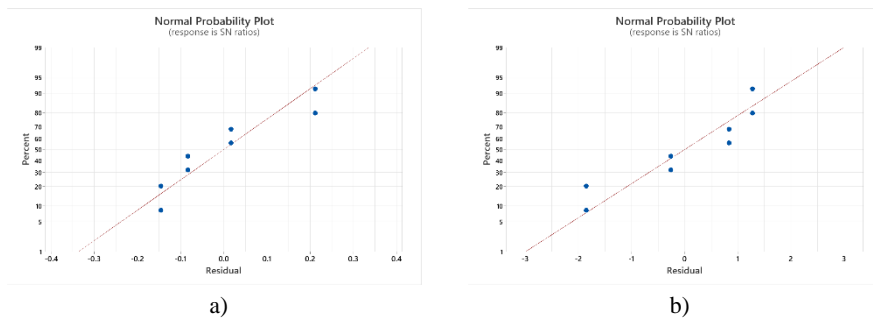 Normal Probability Plot
(response is SN ratios)
99
95
90
80
70
60
50
40
30
20
10
5
1
Percent
-0.4 -0.3 -0.2 -0.1 0.0 0.1 0.2 0.3 0.4
Residual
a)
Normal Probability Plot
(response is SN ratios)
99
95
90
80
70
60
50
40
30
20
10
5
1
Percent
-3 -2 -1 0 1 2 3
Residual
b)